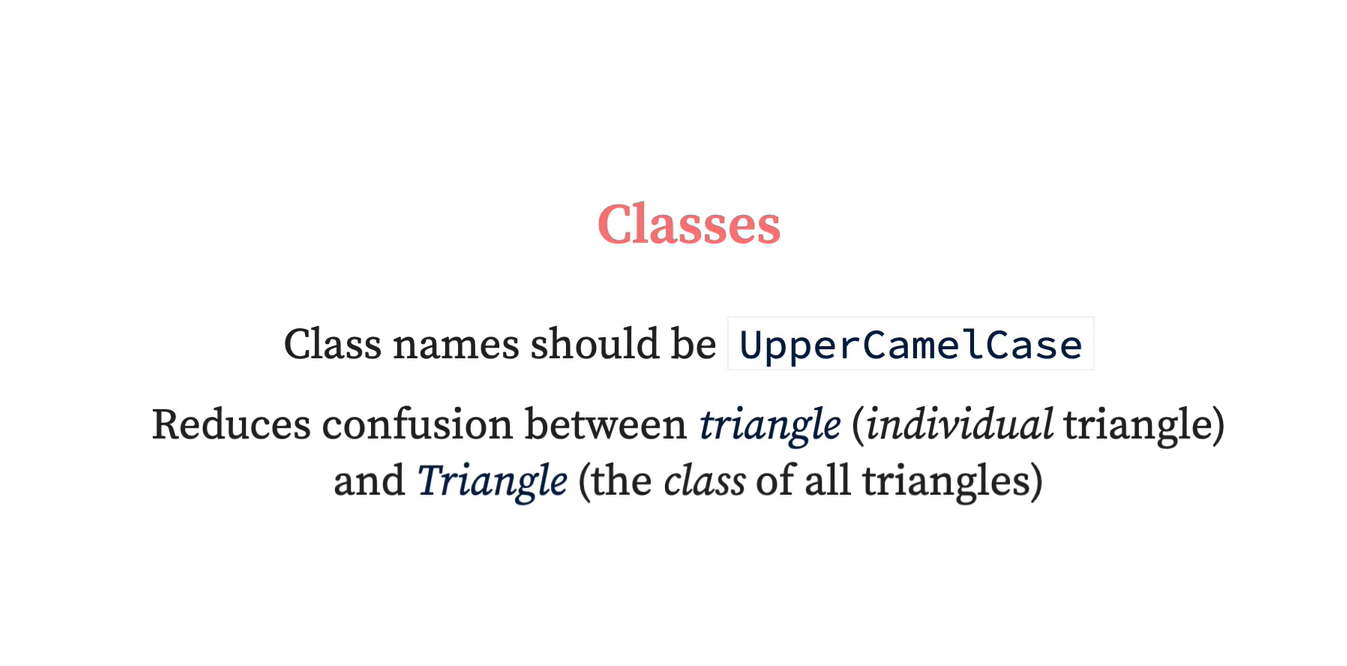 Classes
Class names should be UpperCamelCase
Reduces confusion between triangle (individual triangle)
and Triangle (the class of all triangles)